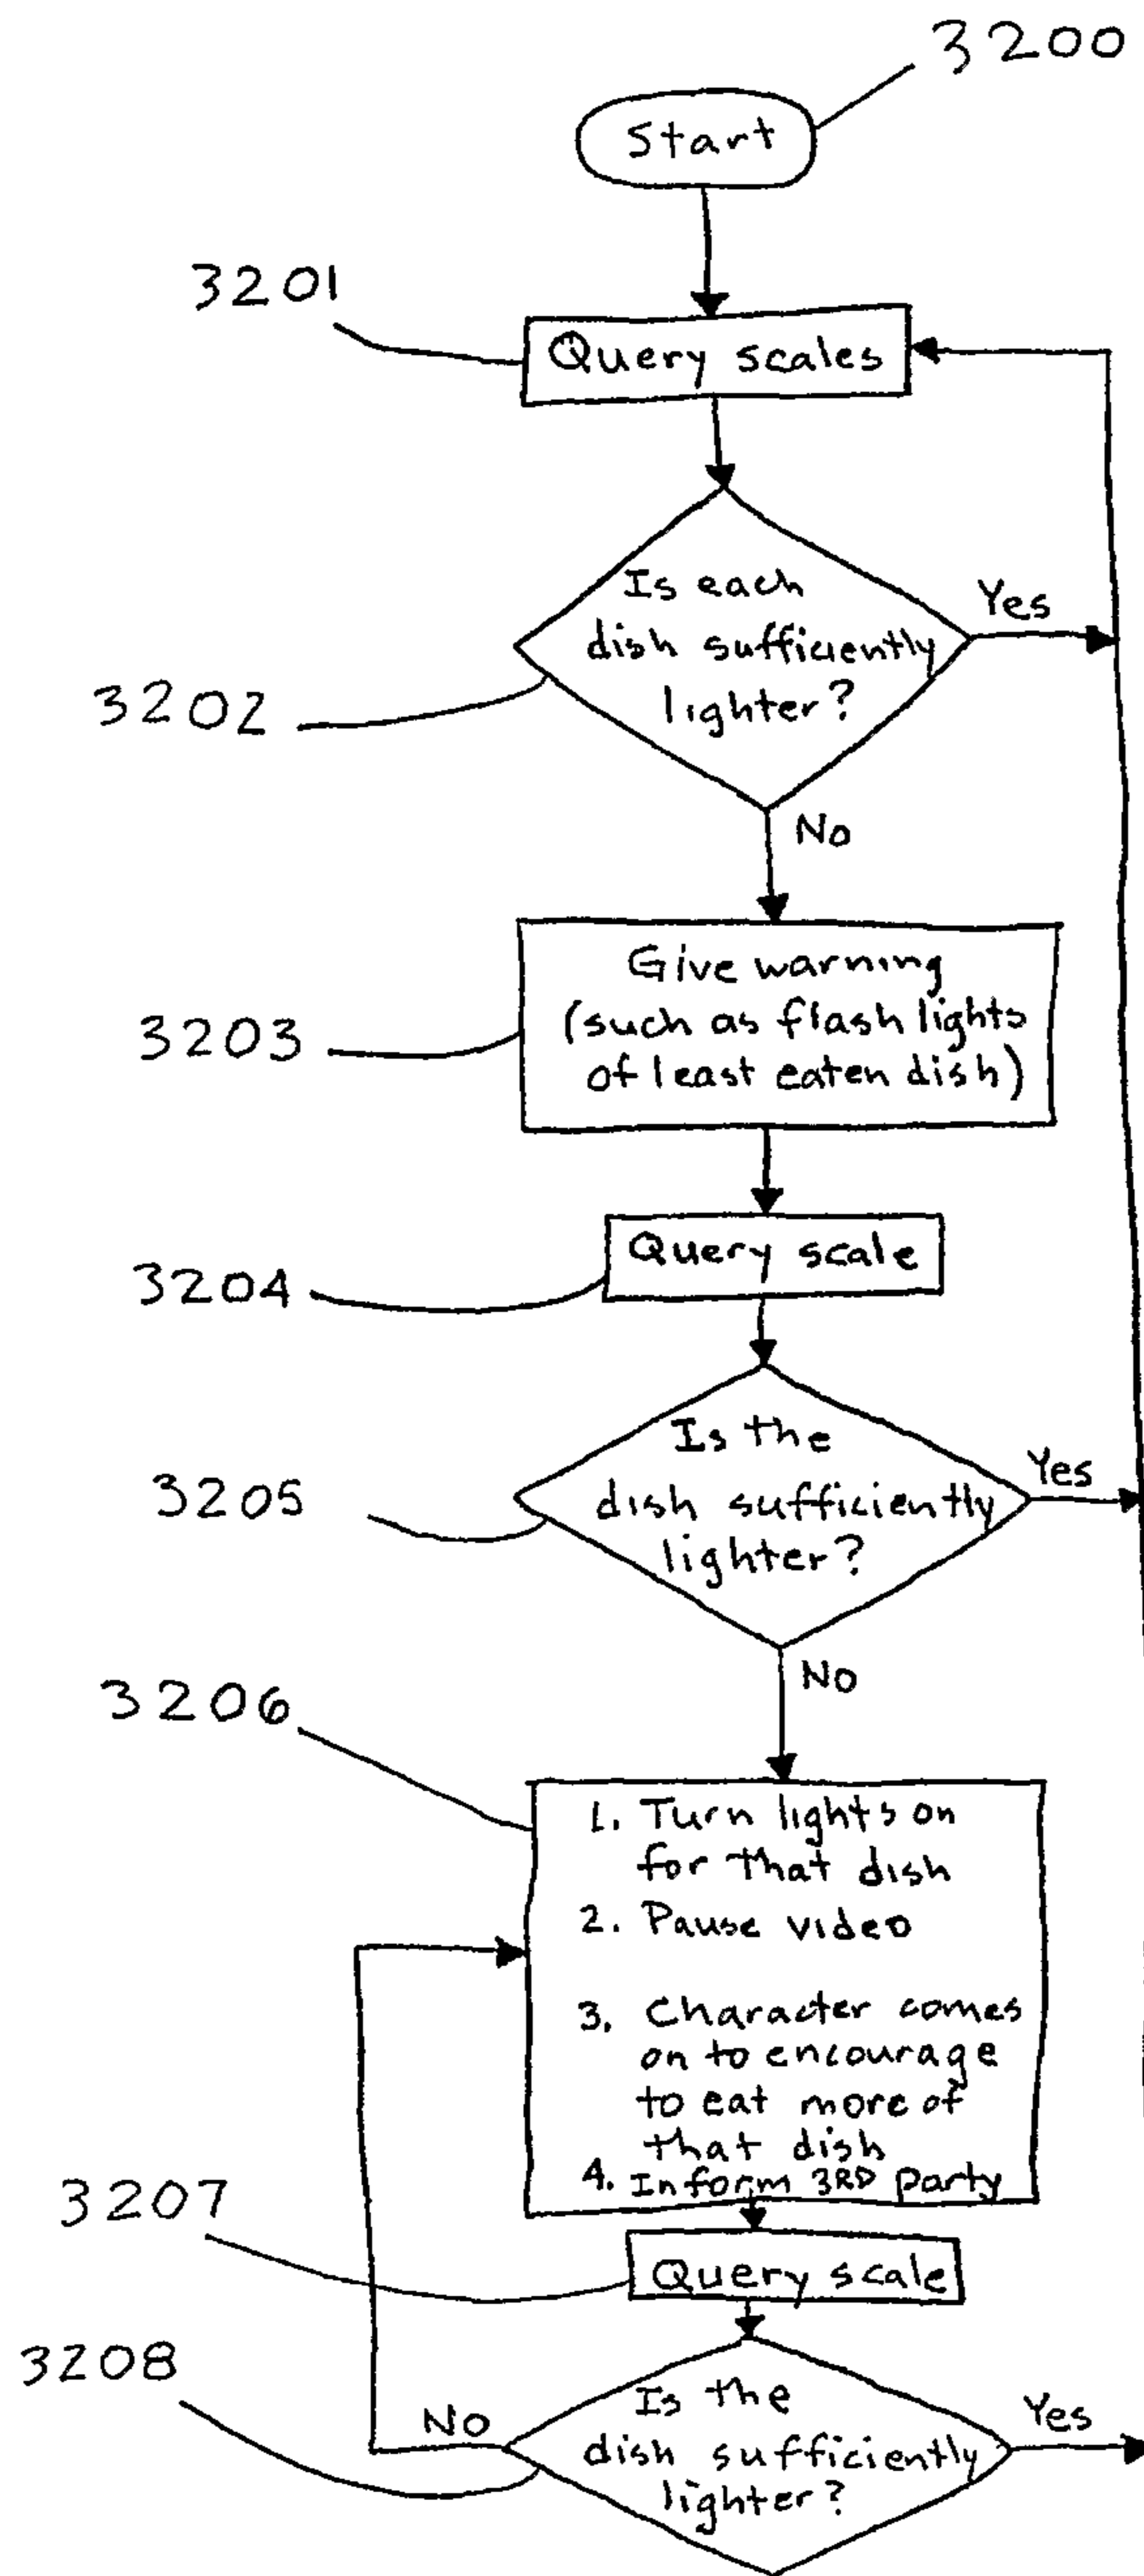 3200
Start
3201
Query scales
Is each
dish sufficiently
lighter?
Yes
3202
No
Give warning
(such as flash lights
of least eaten dish)
3203
Query scale
3204
Is the
dish sufficiently
lighter?
Yes
3205
No
3206
1. Turn lights on
for that dish
2. Pause video
3. Character comes
on to encourage
to eat more of
that dish
4. Inform 3RD party
3207
Query scale
3208
No
Is the
dish sufficiently
lighter?
Yes